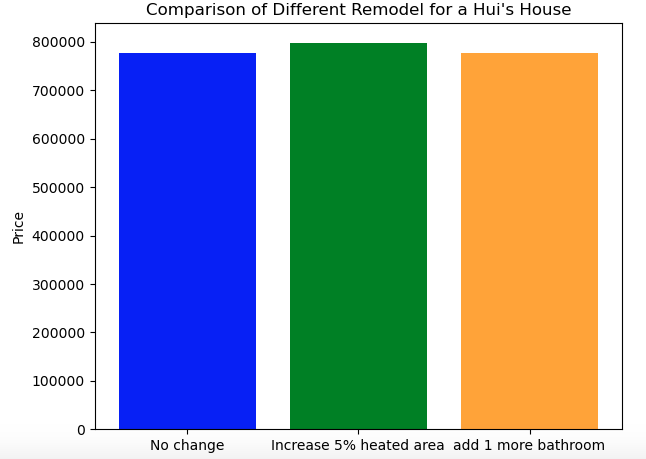 Comparison of Different Remodel for a Hui's House
800000
700000
600000
500000
400000
300000
200000
100000
0
Price
No change
Increase 5% heated area
add 1 more bathroom